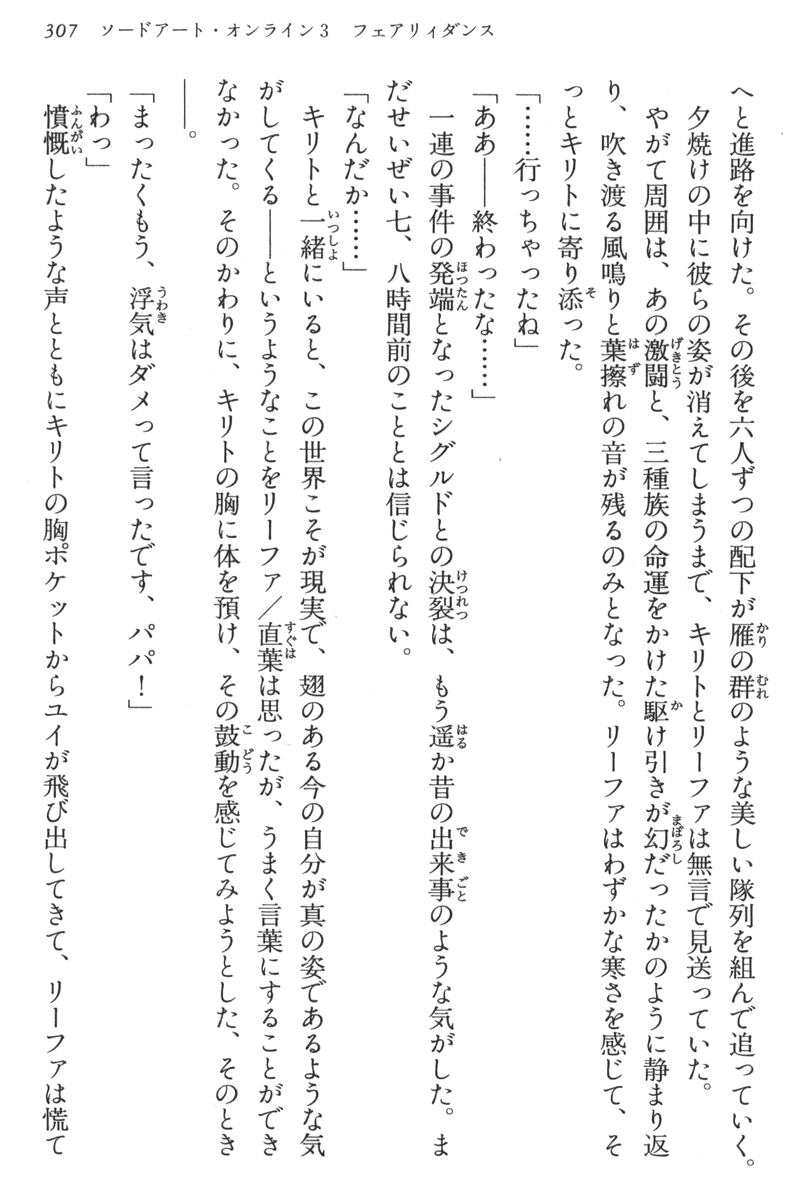 307　ソードアート・オンライン3　フェアリィダンス
へと進路を向けた。その後を六人ずつの配下が雁の群のような美しい隊列を組んで追っていく。
　夕焼けの中に彼らの姿が消えてしまうまで、キリトとリーファは無言で見送っていた。
　やがて周囲は、あの激闘と、三種族の命運をかけた駆け引きが幻だったかのように静まり返
り、吹き渡る風鳴りと葉擦れの音が残るのみとなった。リーファはわずかな寒さを感じて、そ
っとキリトに寄り添った。
「……行っちゃったね」
「ああ――終わったな……」
　一連の事件の発端となったシグルドとの決裂は、もう遥か昔の出来事のような気がした。ま
だせいぜい七、八時間前のこととは信じられない。
「なんだか……」
　キリトと一緒にいると、この世界こそが現実で、翅のある今の自分が真の姿であるような気
がしてくる――というようなことをリーファ／直葉は思ったが、うまく言葉にすることができ
なかった。そのかわりに、キリトの胸に体を預け、その鼓動を感じてみようとした、そのとき
――。
「まったくもう、浮気はダメって言ったです、パパ！」
「わっ」
　憤慨したような声とともにキリトの胸ポケットからユイが飛び出してきて、リーファは慌て